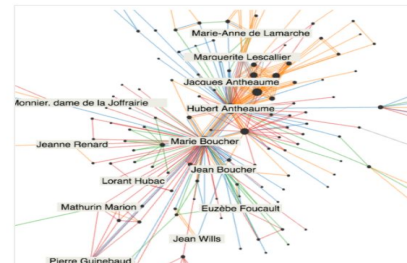 Marie-Anne de Lamarche
Marguerite Lescallier
Jacques Antheaume
Monnier, dame de la Joffrairie
Hubert Antheaume
Jeanne Renard
Marie Boucher
Jean Boucher
Lorant Hubac
Mathurin Marion
Euzèbe Foucault
Jean Wills
Pierre Guinebaud